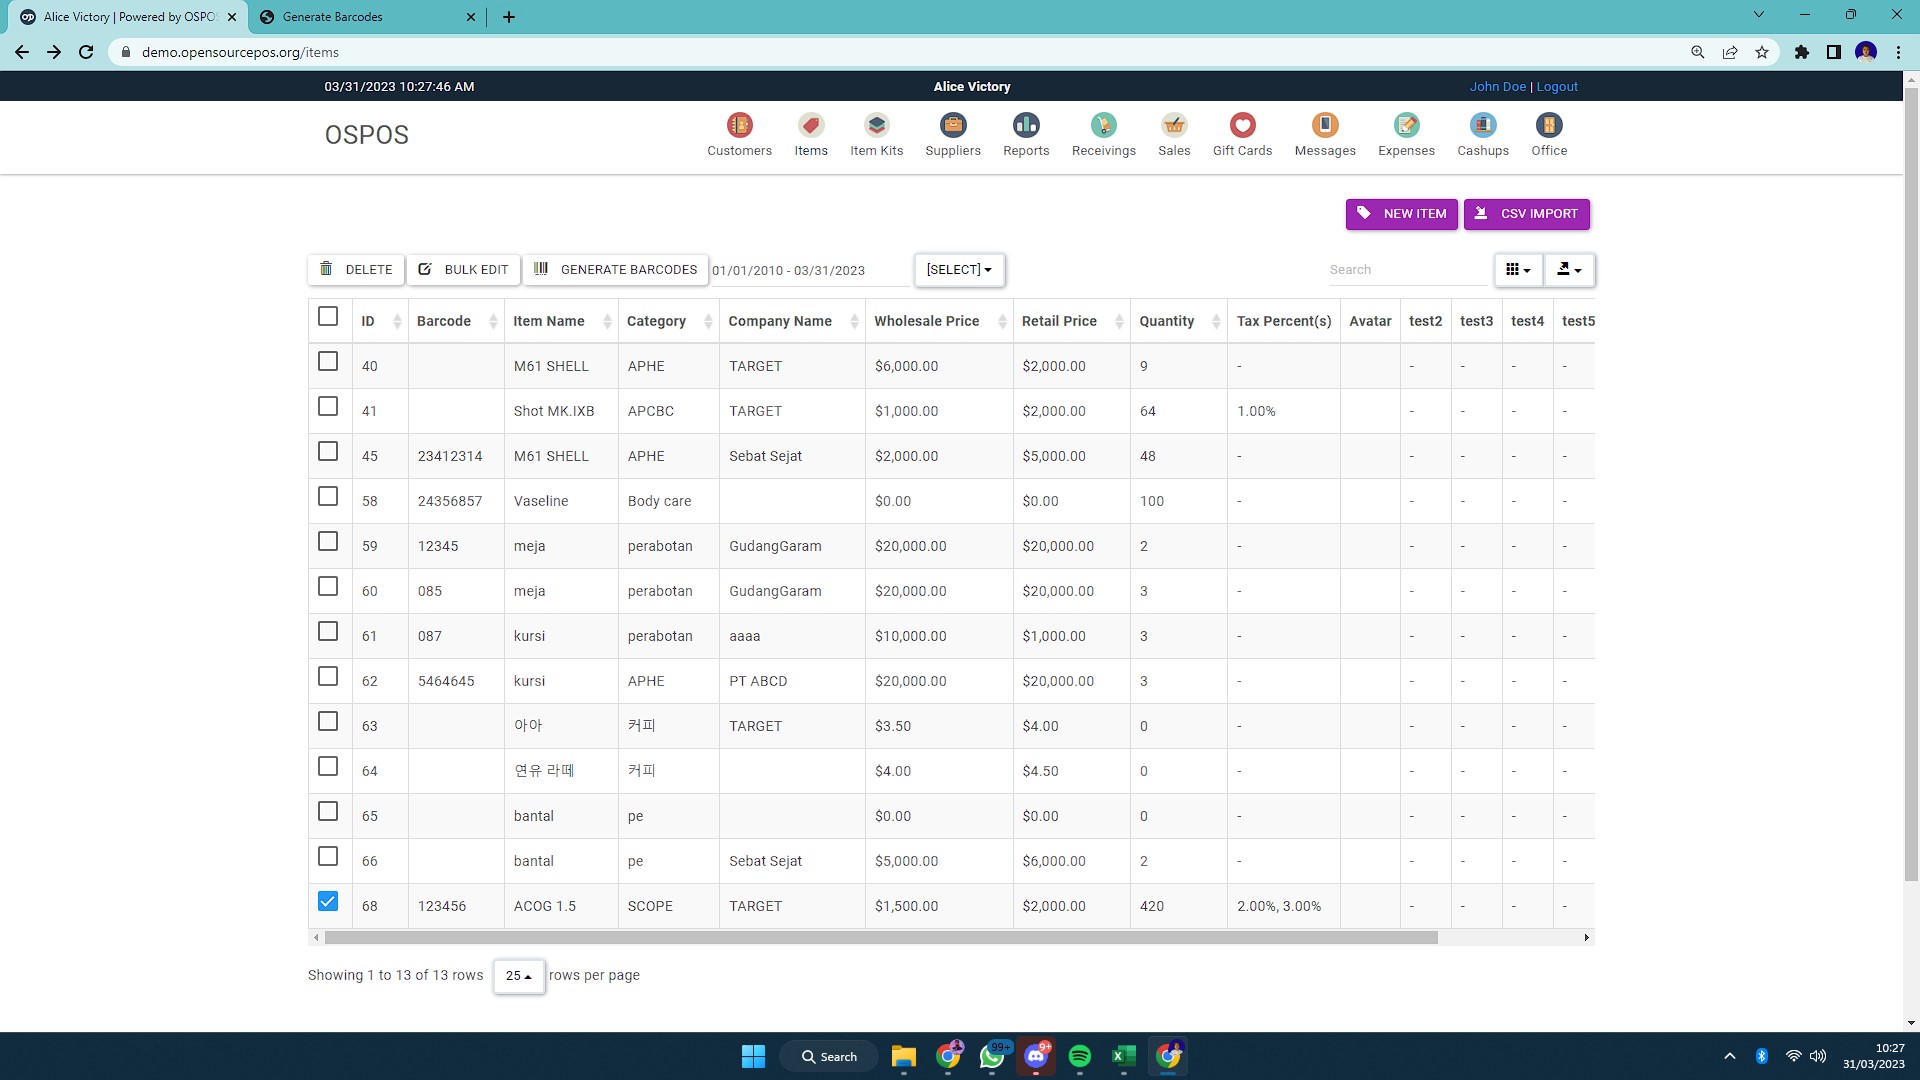 Alice Victory | Powered by OSPO
Generate Barcodes
demo.opensourcepos.org/items
03/31/2023 10:27:46 AM
Alice Victory
John Doe | Logout
OSPOS
Customers
Items
Item Kits
Suppliers
Reports
Receivings
Sales
Gift Cards
Messages
Expenses
Cashups
Office
NEW ITEM
CSV IMPORT
DELETE
BULK EDIT
GENERATE BARCODES
01/01/2010 - 03/31/2023
[SELECT]
Search
ID Barcode Item Name Category Company Name Wholesale Price Retail Price Quantity Tax Percent(s) Avatar test2 test3 test4 test5
40 M61 SHELL APHE TARGET $6,000.00 $2,000.00 9 - - - - -
41 Shot MK.IXB APCBC TARGET $1,000.00 $2,000.00 64 1.00% - - - -
45 23412314 M61 SHELL APHE Sebat Sejat $2,000.00 $5,000.00 48 - - - - -
58 24356857 Vaseline Body care $0.00 $0.00 100 - - - - -
59 12345 meja perabotan GudangGaram $20,000.00 $20,000.00 2 - - - - -
60 085 meja perabotan GudangGaram $20,000.00 $20,000.00 3 - - - - -
61 087 kursi perabotan aaaa $10,000.00 $1,000.00 3 - - - - -
62 5464645 kursi APHE PT ABCD $20,000.00 $20,000.00 3 - - - - -
63 아아 커피 TARGET $3.50 $4.00 0 - - - - -
64 연유 라떼 커피 $4.00 $4.50 0 - - - - -
65 bantal pe $0.00 $0.00 0 - - - - -
66 bantal pe Sebat Sejat $5,000.00 $6,000.00 2 - - - - -
68 123456 ACOG 1.5 SCOPE TARGET $1,500.00 $2,000.00 420 2.00%, 3.00% - - - -
Showing 1 to 13 of 13 rows 25 rows per page
Search
99+
9+
10:27
31/03/2023